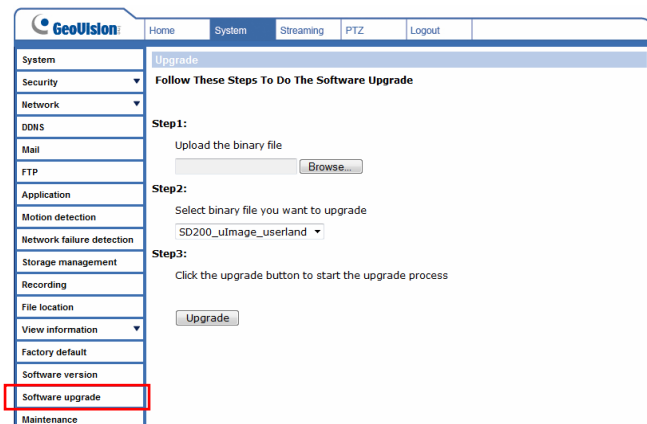 GeoVision
Home System Streaming PTZ Logout
System
Security
Network
DDNS
Mail
FTP
Application
Motion detection
Network failure detection
Storage management
Recording
File location
View information
Factory default
Software version
Software upgrade
Maintenance
Upgrade
Follow These Steps To Do The Software Upgrade
Step1:
Upload the binary file
Browse...
Step2:
Select binary file you want to upgrade
SD200_uImage_userland
Step3:
Click the upgrade button to start the upgrade process
Upgrade